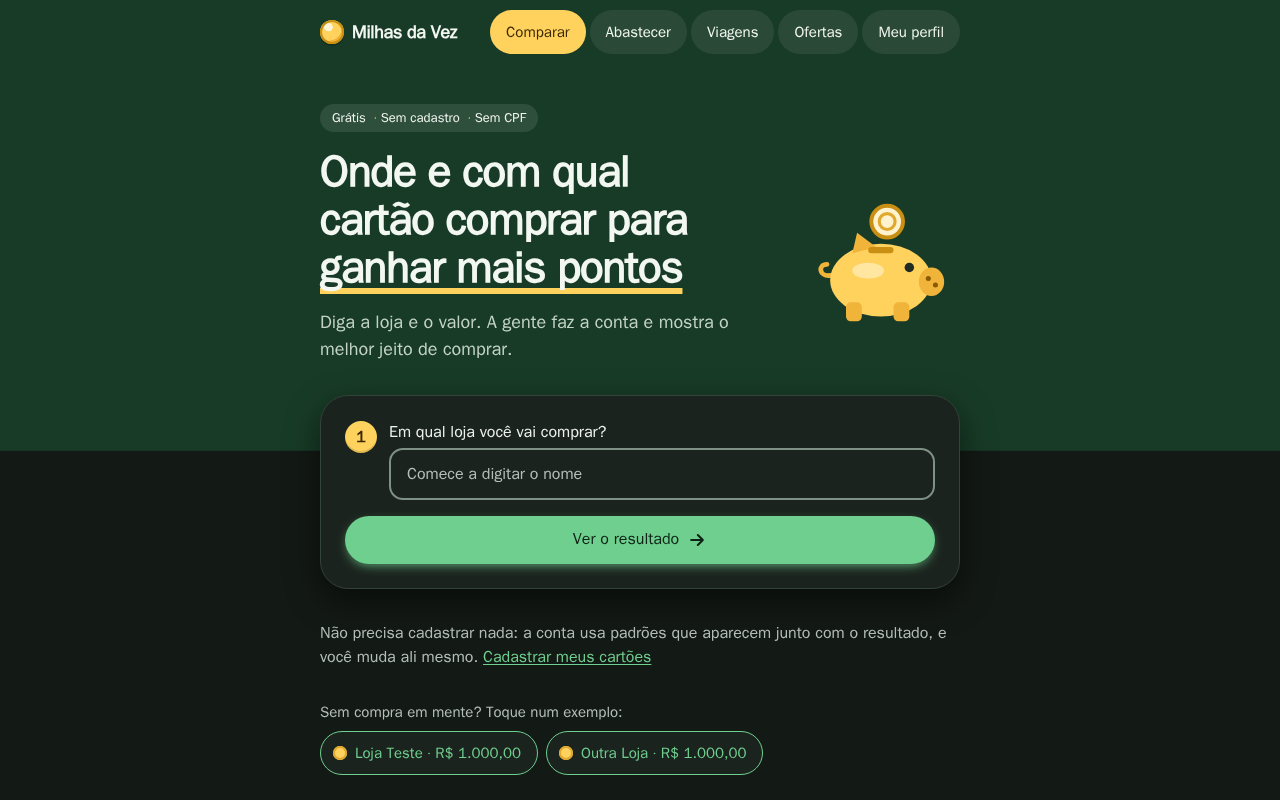 Milhas da Vez
Comparar
Abastecer
Viagens
Ofertas
Meu perfil
Grátis · Sem cadastro · Sem CPF
Onde e com qual
cartão comprar para
ganhar mais pontos
Diga a loja e o valor. A gente faz a conta e mostra o
melhor jeito de comprar.
1
Em qual loja você vai comprar?
Comece a digitar o nome
Ver o resultado →
Não precisa cadastrar nada: a conta usa padrões que aparecem junto com o resultado, e
você muda ali mesmo. Cadastrar meus cartões
Sem compra em mente? Toque num exemplo:
Loja Teste · R$ 1.000,00
Outra Loja · R$ 1.000,00